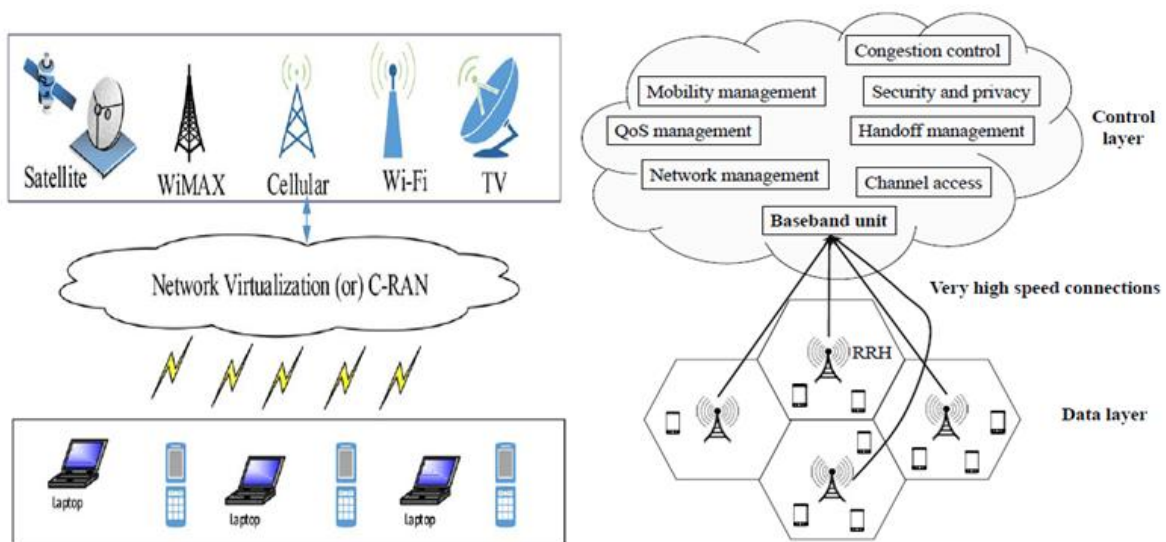 Satellite
WiMAX
Cellular
Wi-Fi
TV
Network Virtualization (or) C-RAN
laptop
laptop
laptop
Congestion control
Mobility management
Security and privacy
QoS management
Handoff management
Network management
Channel access
Baseband unit
Control
layer
Very high speed connections
RRH
Data layer